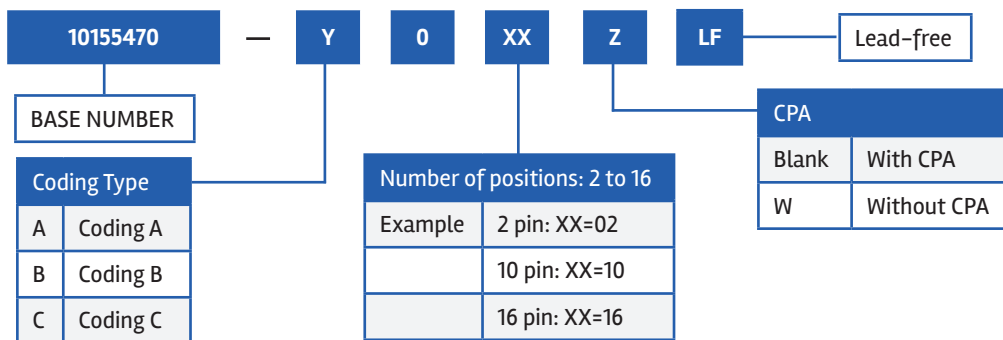 10155470 — Y 0 XX Z LF Lead-free
BASE NUMBER
Coding Type
A Coding A
B Coding B
C Coding C
Number of positions: 2 to 16
Example 2 pin: XX=02
10 pin: XX=10
16 pin: XX=16
CPA
Blank With CPA
W Without CPA